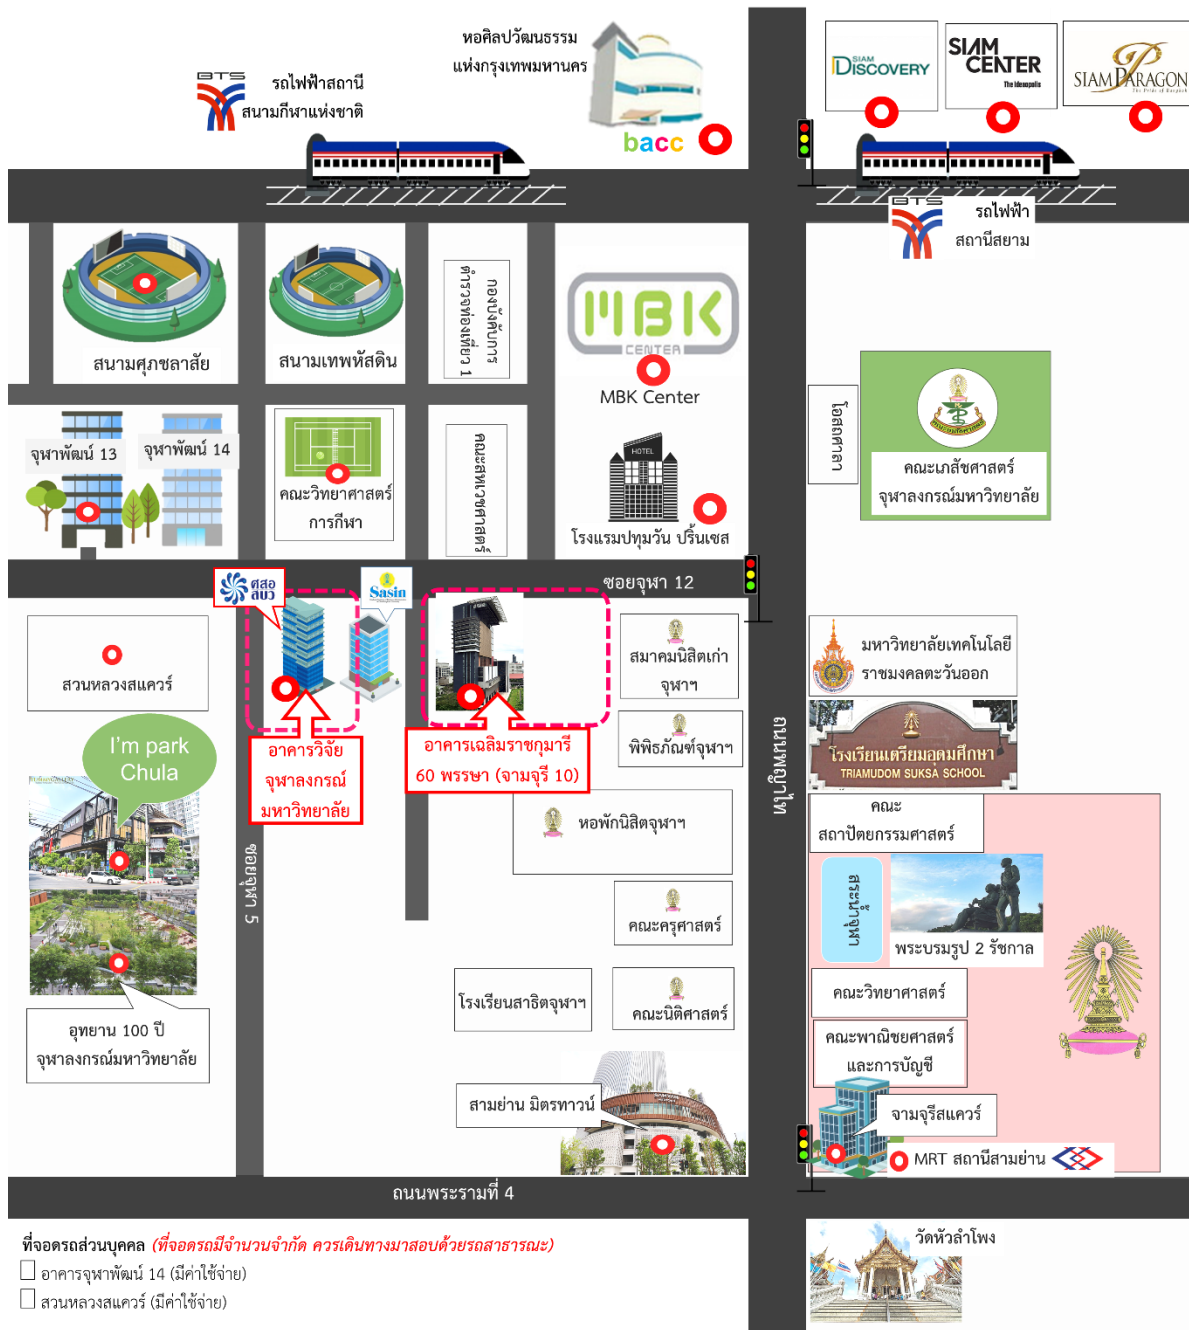 หอศิลปวัฒนธรรม
แห่งกรุงเทพมหานคร
bacc
BTS
รถไฟฟ้าสถานี
สนามกีฬาแห่งชาติ
SIAM
DISCOVERY
SIAM
CENTER
The Ideapolis
SIAM PARAGON
The Pride of Bangkok
BTS
รถไฟฟ้า
สถานีสยาม
สนามศุภชลาสัย
สนามเทพหัสดิน
กองบังคับการ
ตำรวจท่องเที่ยว 1
MBK
CENTER
MBK Center
จุฬาพัฒน์ 13
จุฬาพัฒน์ 14
คณะวิทยาศาสตร์
การกีฬา
คณะสหเวชศาสตร์
HOTEL
โรงแรมปทุมวัน ปริ้นเซส
โอสถศาลา
คณะเภสัชศาสตร์
จุฬาลงกรณ์มหาวิทยาลัย
ซอยจุฬา 12
ศสอ
สบว
Sasin
สวนหลวงสแควร์
อาคารวิจัย
จุฬาลงกรณ์
มหาวิทยาลัย
อาคารเฉลิมราชกุมารี
60 พรรษา (จามจุรี 10)
สมาคมนิสิตเก่า
จุฬาฯ
พิพิธภัณฑ์จุฬาฯ
ถนนพญาไท
มหาวิทยาลัยเทคโนโลยี
ราชมงคลตะวันออก
โรงเรียนเตรียมอุดมศึกษา
TRIAMUDOM SUKSA SCHOOL
I'm park
Chula
หอพักนิสิตจุฬาฯ
คณะ
สถาปัตยกรรมศาสตร์
ซอยจุฬา 5
คณะครุศาสตร์
สระน้ำจุฬา
พระบรมรูป 2 รัชกาล
โรงเรียนสาธิตจุฬาฯ
คณะนิติศาสตร์
คณะวิทยาศาสตร์
อุทยาน 100 ปี
จุฬาลงกรณ์มหาวิทยาลัย
คณะพาณิชยศาสตร์
และการบัญชี
สามย่าน มิตรทาวน์
จามจุรีสแควร์
MRT สถานีสามย่าน
ถนนพระรามที่ 4
ที่จอดรถส่วนบุคคล (ที่จอดรถมีจำนวนจำกัด ควรเดินทางมาสอบด้วยรถสาธารณะ)
อาคารจุฬาพัฒน์ 14 (มีค่าใช้จ่าย)
สวนหลวงสแควร์ (มีค่าใช้จ่าย)
วัดหัวลำโพง